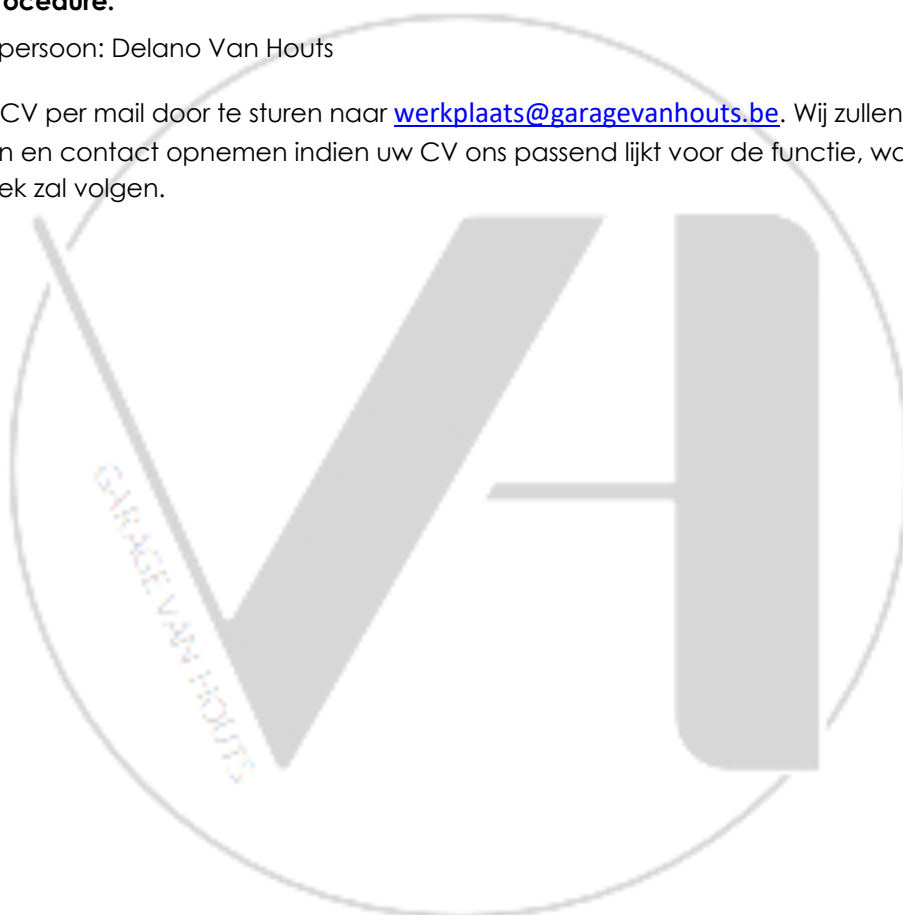 ocedure.
persoon: Delano Van Houts
CV per mail door te sturen naar werkplaats@garagevanhouts.be. Wij zullen
n en contact opnemen indien uw CV ons passend lijkt voor de functie, wa
ek zal volgen.
GARAGE VAN HOUTS